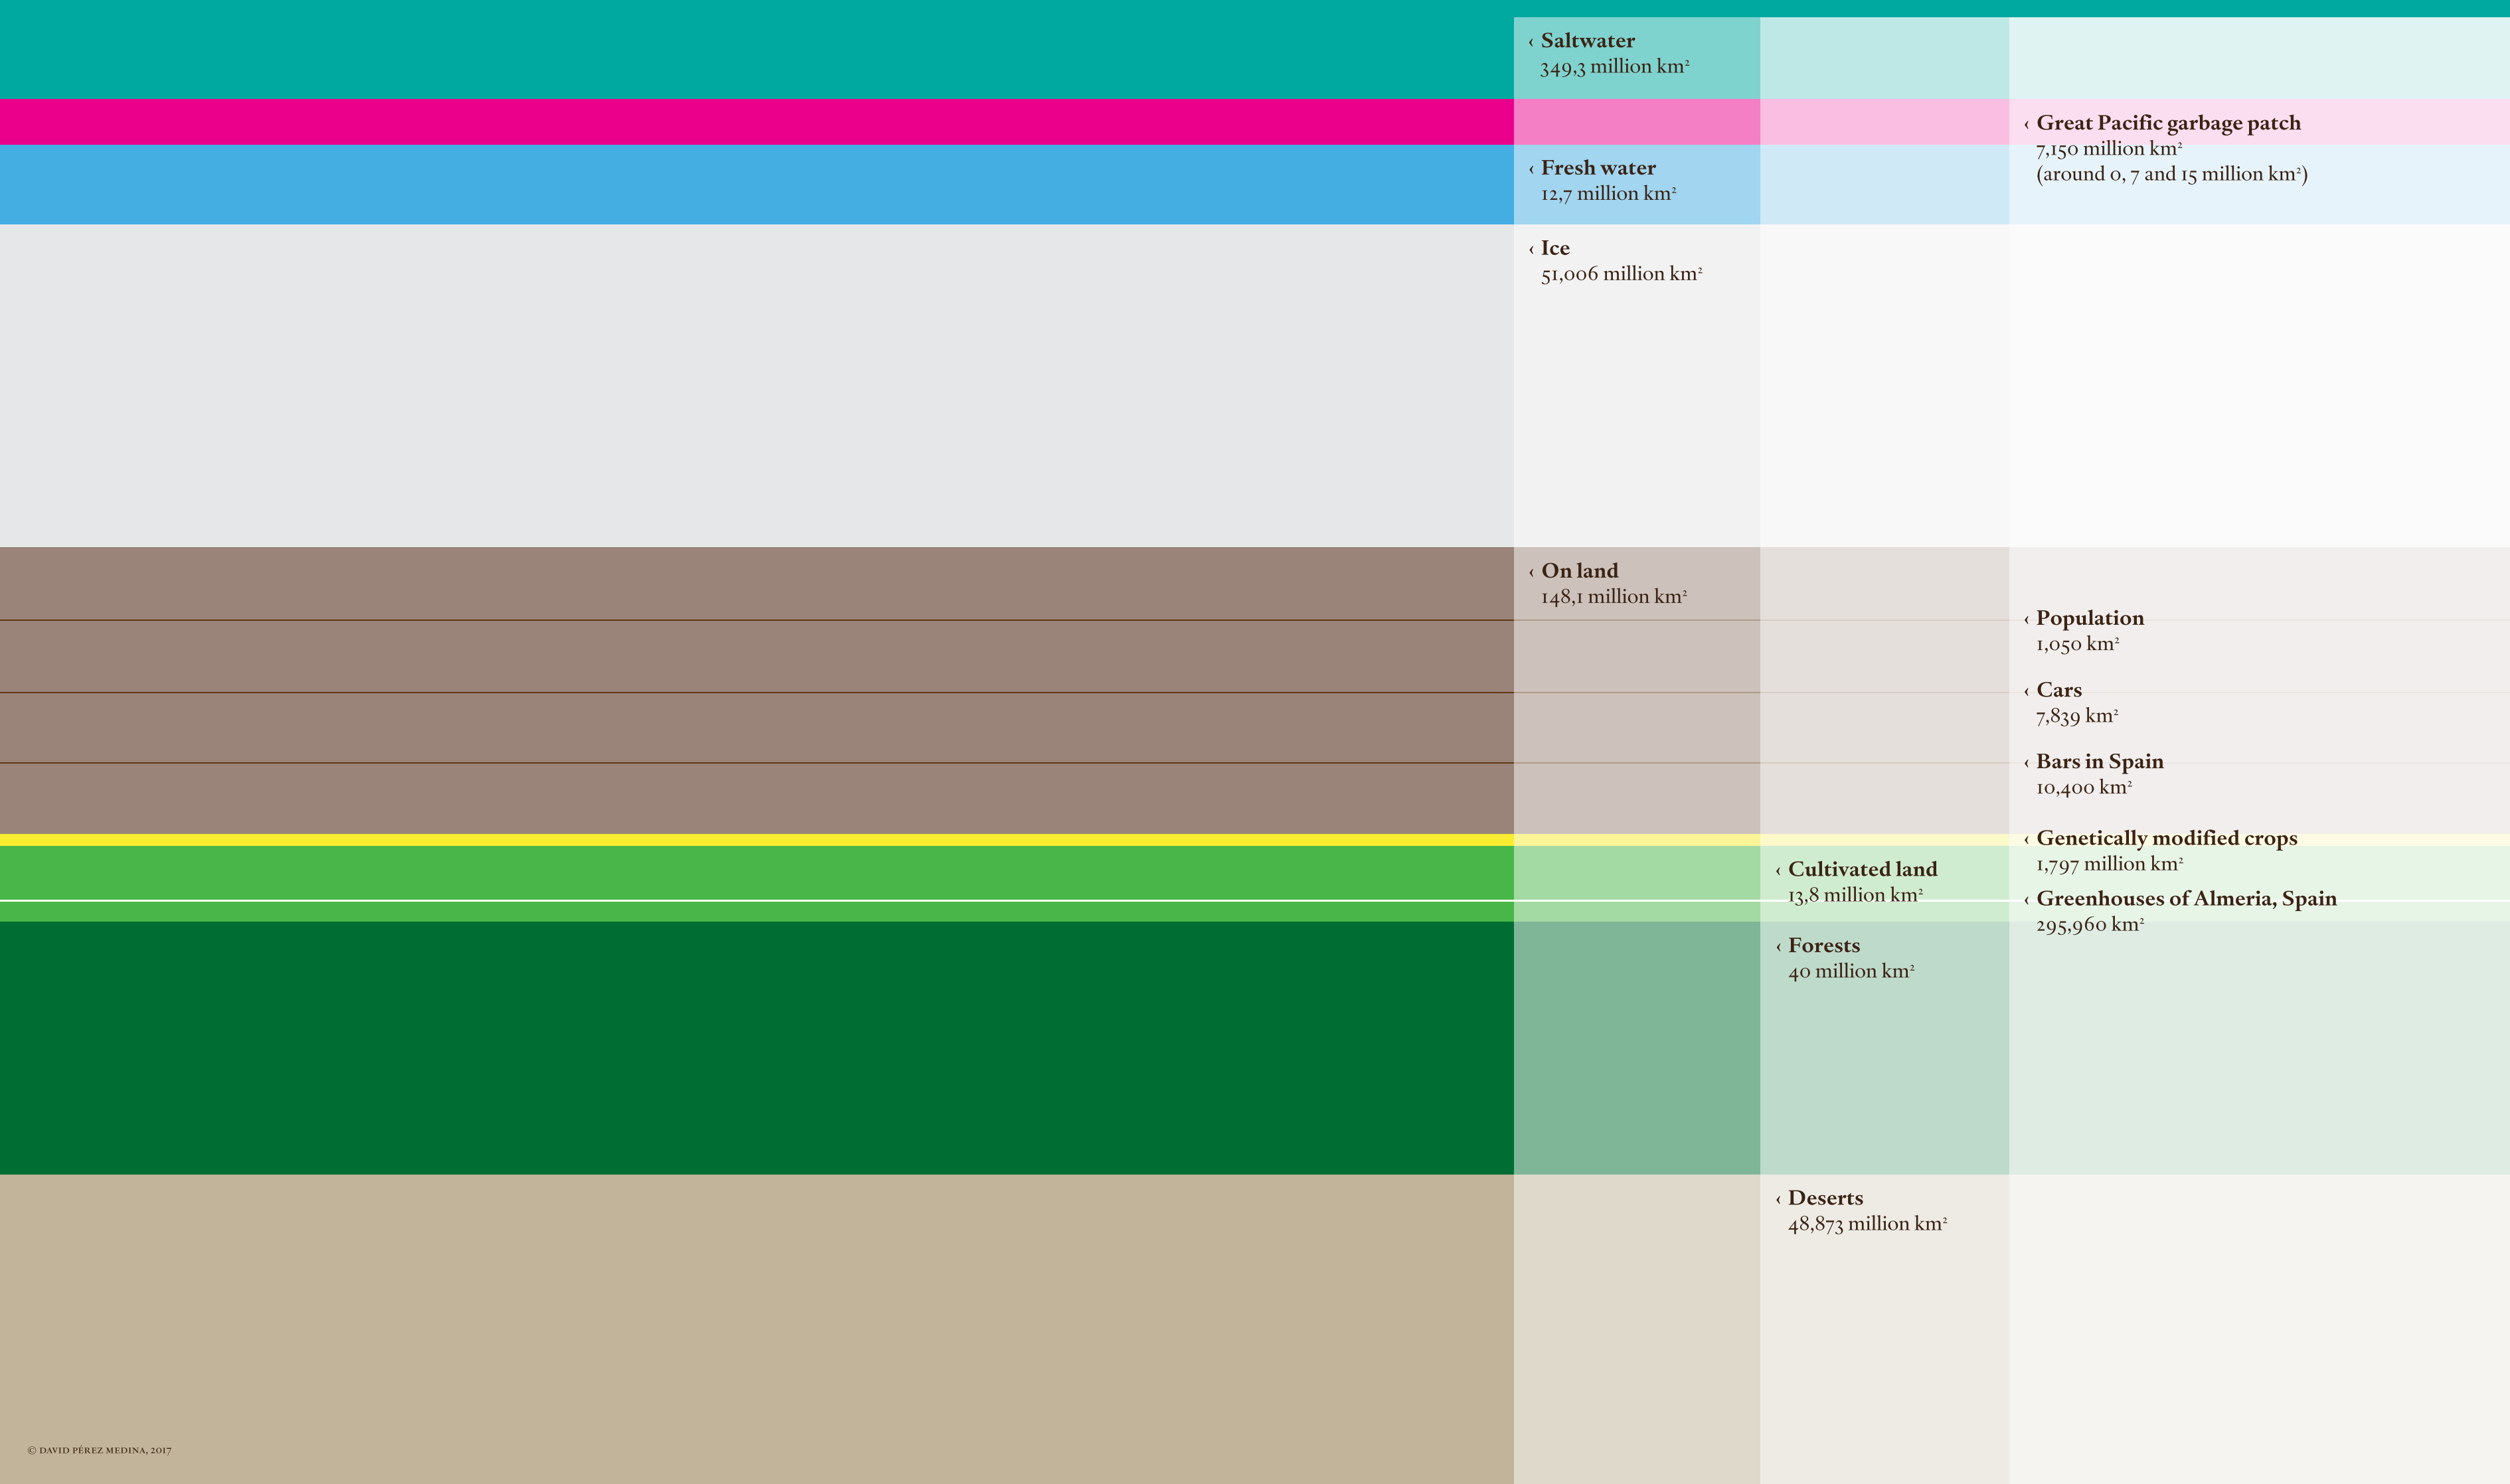 ‹ Saltwater
349,3 million km²
‹ Great Pacific garbage patch
7,150 million km²
(around 0, 7 and 15 million km²)
‹ Fresh water
12,7 million km²
‹ Ice
51,006 million km²
‹ On land
148,1 million km²
‹ Population
1,050 km²
‹ Cars
7,839 km²
‹ Bars in Spain
10,400 km²
‹ Genetically modified crops
1,797 million km²
‹ Cultivated land
13,8 million km²
‹ Greenhouses of Almeria, Spain
295,960 km²
‹ Forests
40 million km²
‹ Deserts
48,873 million km²
© DAVID PÉREZ MEDINA, 2017